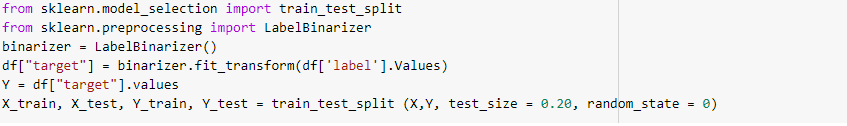 from sklearn.model_selection import train_test_split
from sklearn.preprocessing import LabelBinarizer
binarizer = LabelBinarizer()
df["target"] = binarizer.fit_transform(df['label'].Values)
Y = df["target"].values
X_train, X_test, Y_train, Y_test = train_test_split (X,Y, test_size = 0.20, random_state = 0)